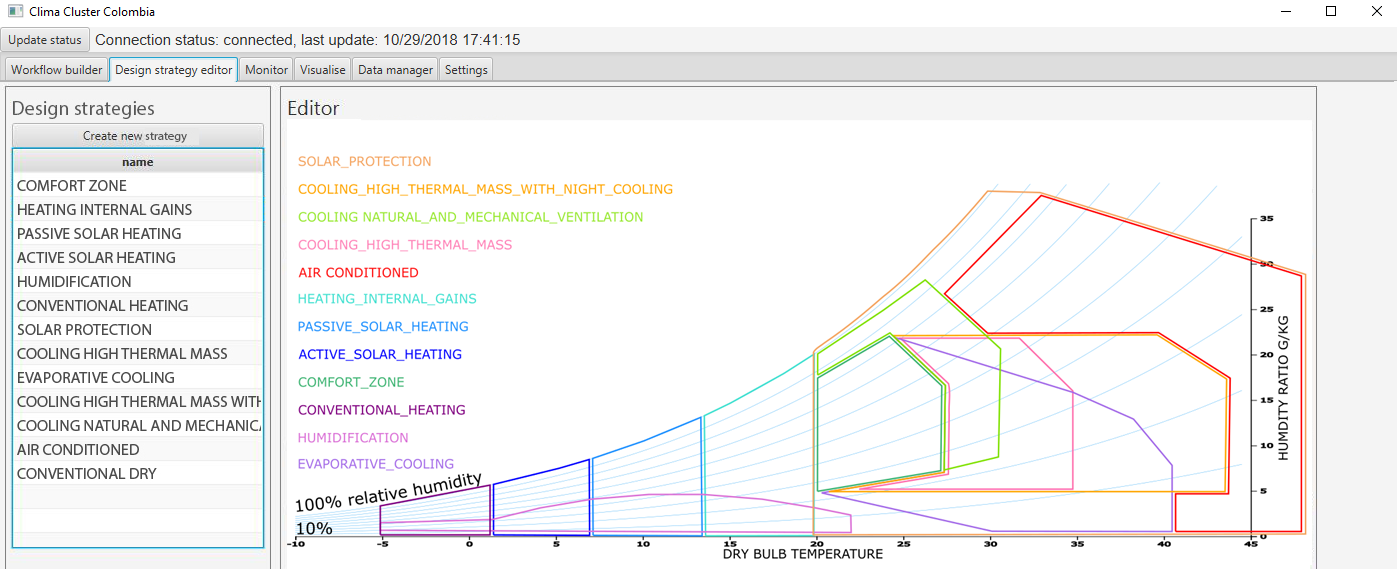 Clima Cluster Colombia
Update status Connection status: connected, last update: 10/29/2018 17:41:15
Workflow builder Design strategy editor Monitor Visualise Data manager Settings
Design strategies
Create new strategy
name
COMFORT ZONE
HEATING INTERNAL GAINS
PASSIVE SOLAR HEATING
ACTIVE SOLAR HEATING
HUMIDIFICATION
CONVENTIONAL HEATING
SOLAR PROTECTION
COOLING HIGH THERMAL MASS
EVAPORATIVE COOLING
COOLING HIGH THERMAL MASS WITH
COOLING NATURAL AND MECHANICA
AIR CONDITIONED
CONVENTIONAL DRY
Editor
SOLAR_PROTECTION
COOLING_HIGH_THERMAL_MASS_WITH_NIGHT_COOLING
COOLING NATURAL_AND_MECHANICAL_VENTILATION
COOLING_HIGH_THERMAL_MASS
AIR CONDITIONED
HEATING_INTERNAL_GAINS
PASSIVE_SOLAR_HEATING
ACTIVE_SOLAR_HEATING
COMFORT_ZONE
CONVENTIONAL_HEATING
HUMIDIFICATION
EVAPORATIVE_COOLING
100% relative humidity
10%
35
30
25
20
15
10
5
0
HUMDITY RATIO G/KG
-10 -5 0 5 10 15 20 25 30 35 40 45
DRY BULB TEMPERATURE